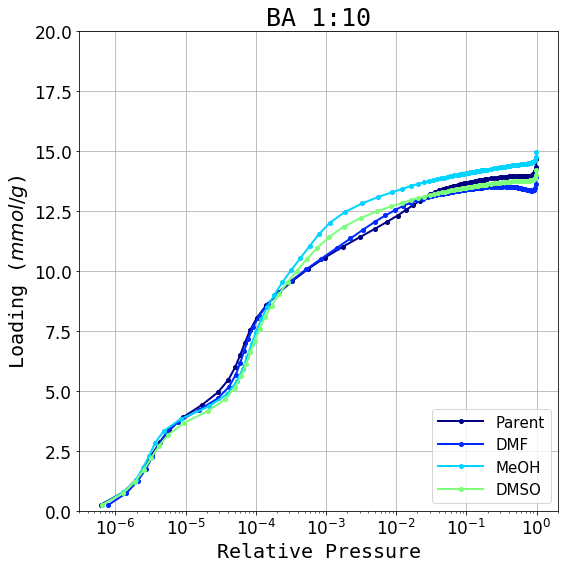 BA 1:10
20.0
17.5
15.0
12.5
10.0
7.5
5.0
2.5
0.0
Loading (mmol/g)
Parent
DMF
MeOH
DMSO
10⁻⁶ 10⁻⁵ 10⁻⁴ 10⁻³ 10⁻² 10⁻¹ 10⁰
Relative Pressure